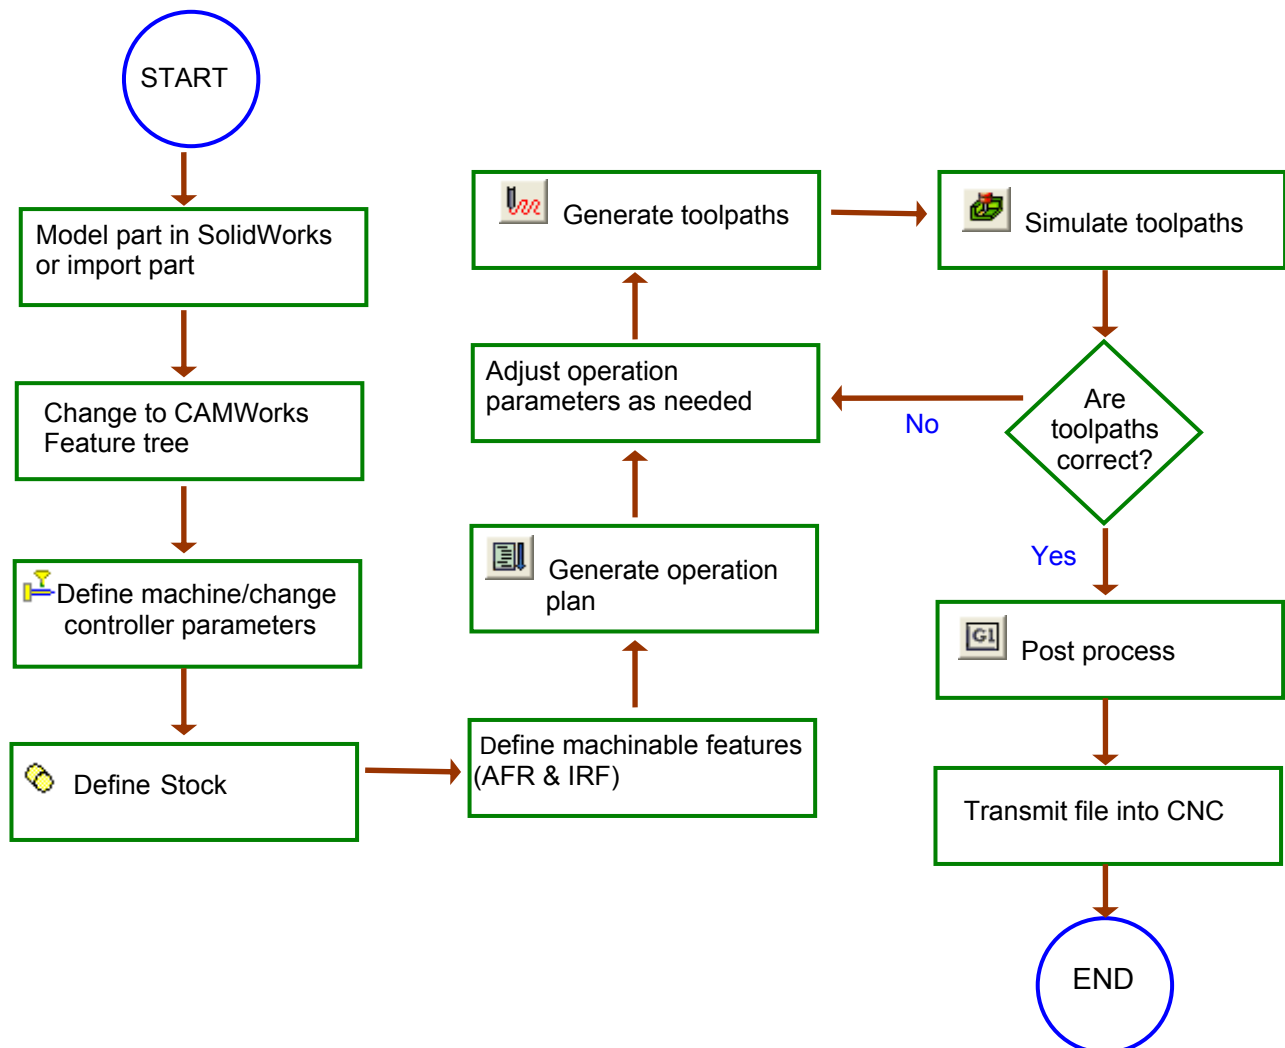 START
Model part in SolidWorks
or import part
Change to CAMWorks
Feature tree
Define machine/change
controller parameters
Define Stock
Define machinable features
(AFR & IRF)
Generate operation
plan
Adjust operation
parameters as needed
Generate toolpaths
Simulate toolpaths
Are
toolpaths
correct?
No
Yes
G1
Post process
Transmit file into CNC
END